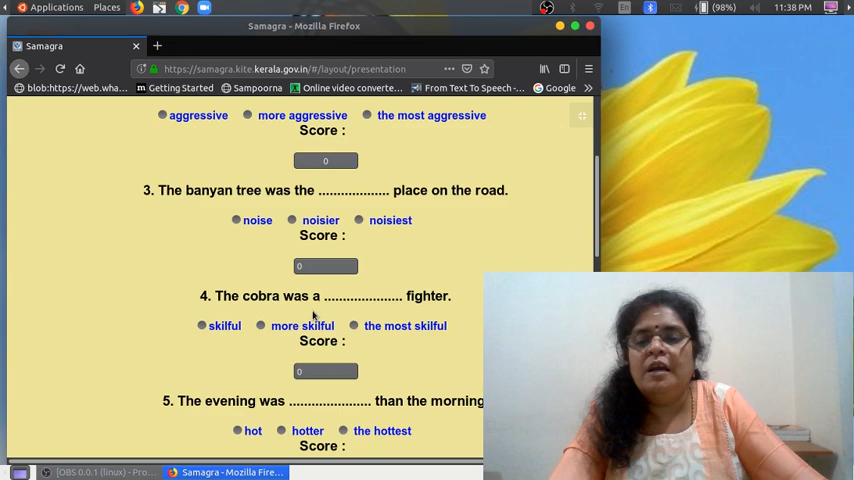 Applications Places En (98%) 11:38 PM
Samagra - Mozilla Firefox
Samagra
https://samagra.kite.kerala.gov.in/#/layout/presentation
blob:https://web.wha... Getting Started Sampoorna Online video converte... From Text To Speech -... Google
aggressive more aggressive the most aggressive
Score :
0
3. The banyan tree was the ................... place on the road.
noise noisier noisiest
Score :
0
4. The cobra was a ..................... fighter.
skilful more skilful the most skilful
Score :
0
5. The evening was ...................... than the morning
hot hotter the hottest
Score :
[OBS 0.0.1 (linux) - Pro... Samagra - Mozilla Fire...